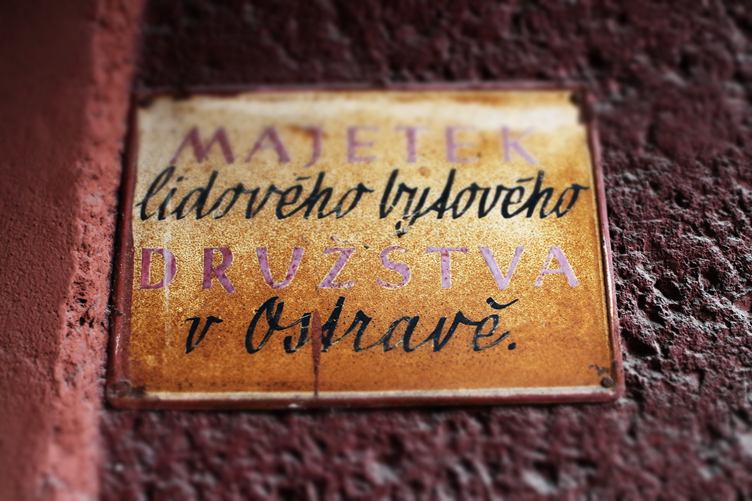 MAJETEK
lidového bytového
DRUŽSTVA
v Ostravě.